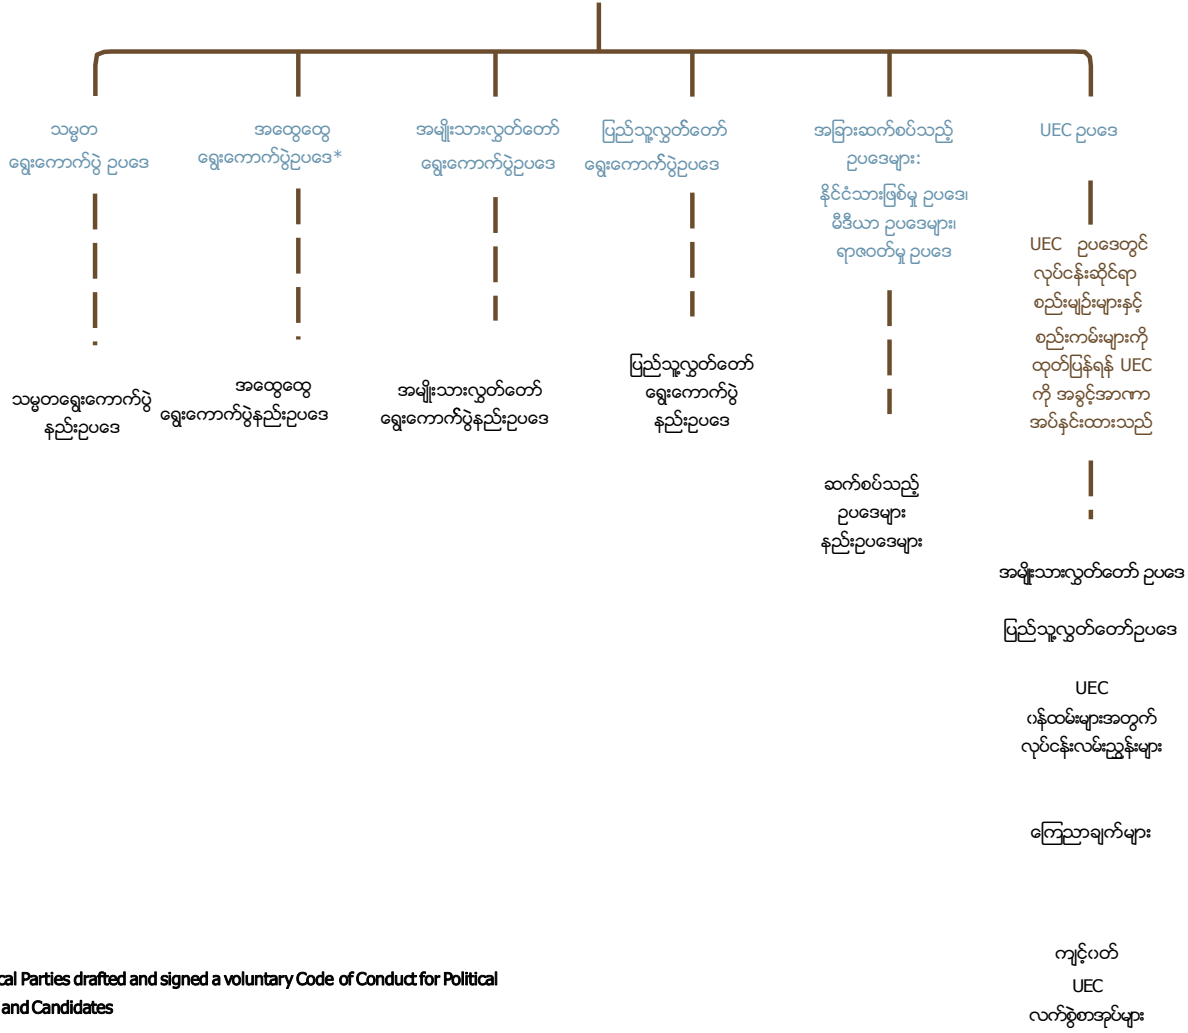 သမ္မတ
ရွေးကောက်ပွဲ ဥပဒေ
အထွေထွေ
ရွေးကောက်ပွဲဥပဒေ*
အမျိုးသားလွှတ်တော်
ရွေးကောက်ပွဲဥပဒေ
ပြည်သူ့လွှတ်တော်
ရွေးကောက်ပွဲဥပဒေ
အခြားဆက်စပ်သည့်
ဥပဒေများ:
နိုင်ငံသားဖြစ်မှု ဥပဒေ၊
မီဒီယာ ဥပဒေများ၊
ရာဇဝတ်မှု ဥပဒေ
UEC ဥပဒေ
UEC ဥပဒေတွင်
လုပ်ငန်းဆိုင်ရာ
စည်းမျဉ်းများနှင့်
စည်းကမ်းများကို
ထုတ်ပြန်ရန် UEC
ကို အခွင့်အာဏာ
အပ်နှင်းထားသည်
သမ္မတရွေးကောက်ပွဲ
နည်းဥပဒေ
အထွေထွေ
ရွေးကောက်ပွဲနည်းဥပဒေ
အမျိုးသားလွှတ်တော်
ရွေးကောက်ပွဲနည်းဥပဒေ
ပြည်သူ့လွှတ်တော်
ရွေးကောက်ပွဲ
နည်းဥပဒေ
ဆက်စပ်သည့်
ဥပဒေများ
နည်းဥပဒေများ
အမျိုးသားလွှတ်တော် ဥပဒေ
ပြည်သူ့လွှတ်တော်ဥပဒေ
UEC
ဝန်ထမ်းများအတွက်
လုပ်ငန်းလမ်းညွှန်များ
ကြေညာချက်များ
ကျင့်ဝတ်
UEC
လက်စွဲစာအုပ်များ
cal Parties drafted and signed a voluntary Code of Conduct for Political
and Candidates